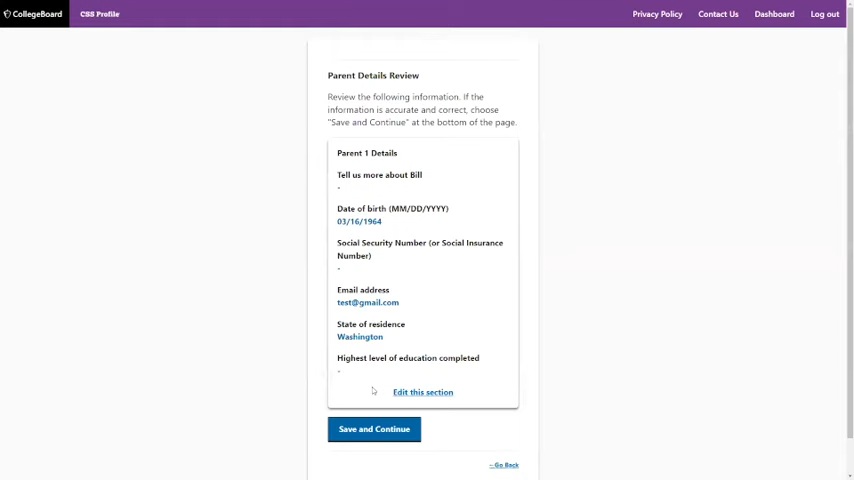 CollegeBoard
CSS Profile
Privacy Policy
Contact Us
Dashboard
Log out
Parent Details Review
Review the following information. If the
information is accurate and correct, choose
"Save and Continue" at the bottom of the page.
Parent 1 Details
Tell us more about Bill
-
Date of birth (MM/DD/YYYY)
03/16/1964
Social Security Number (or Social Insurance
Number)
-
Email address
test@gmail.com
State of residence
Washington
Highest level of education completed
-
Edit this section
Save and Continue
←Go Back